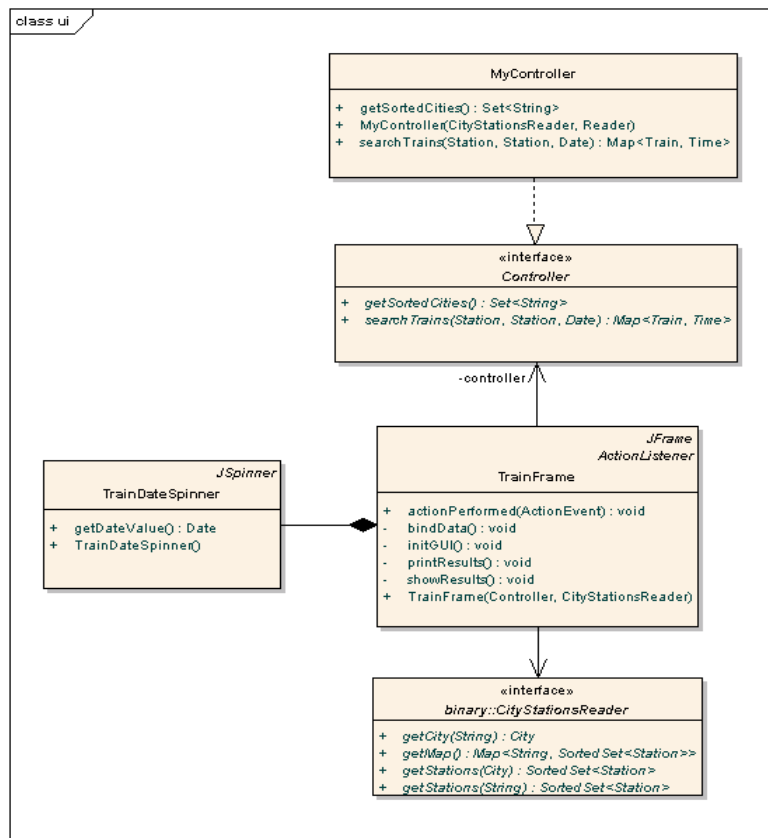 class ui
MyController
+ getSortedCities() : Set<String>
+ MyController(CityStationsReader, Reader)
+ searchTrains(Station, Station, Date) : Map<Train, Time>
«interface»
Controller
+ getSortedCities() : Set<String>
+ searchTrains(Station, Station, Date) : Map<Train, Time>
-controller
JFrame
ActionListener
TrainFrame
+ actionPerformed(ActionEvent) : void
- bindData() : void
- initGUI() : void
- printResults() : void
- showResults() : void
+ TrainFrame(Controller, CityStationsReader)
JSpinner
TrainDateSpinner
+ getDateValue() : Date
+ TrainDateSpinner()
«interface»
binary::CityStationsReader
+ getCity(String) : City
+ getMap() : Map<String, SortedSet<Station>>
+ getStations(City) : SortedSet<Station>
+ getStations(String) : SortedSet<Station>